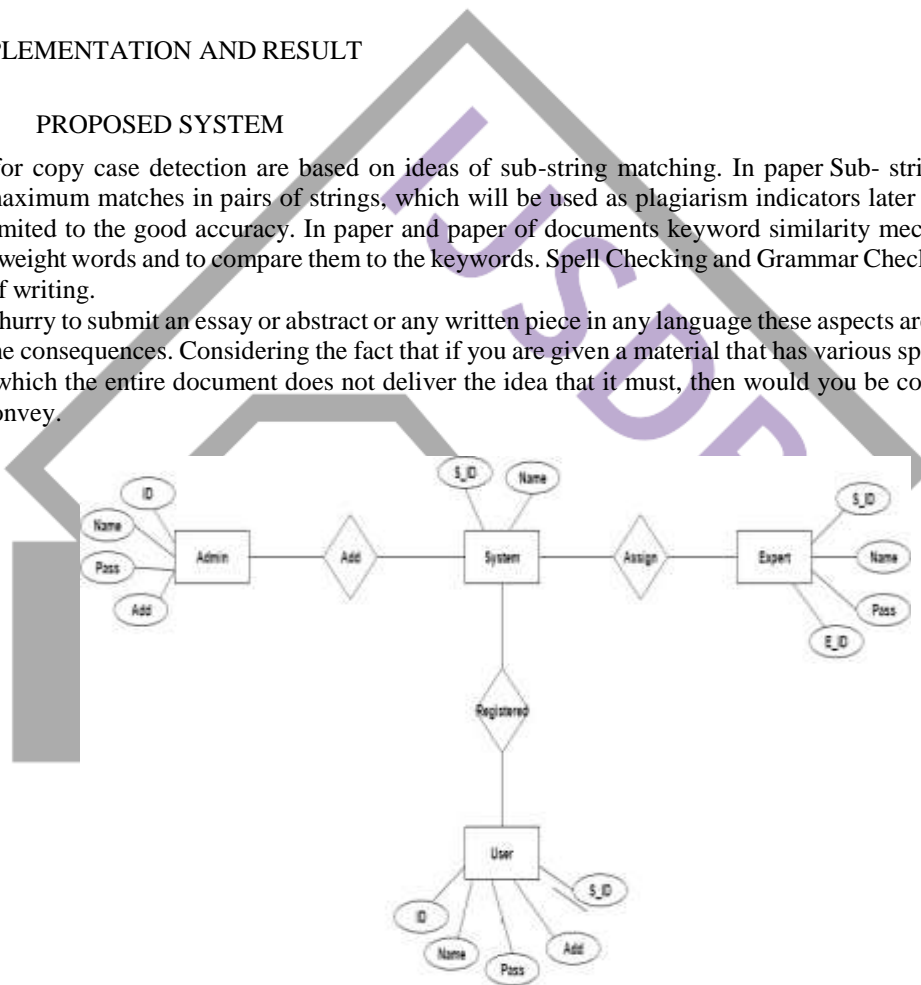 PLEMENTATION AND RESULT
PROPOSED SYSTEM
for copy case detection are based on ideas of sub-string matching. In paper Sub- stri
maximum matches in pairs of strings, which will be used as plagiarism indicators later
mited to the good accuracy. In paper and paper of documents keyword similarity mec
weight words and to compare them to the keywords. Spell Checking and Grammar Chec
f writing.
hurry to submit an essay or abstract or any written piece in any language these aspects are
ne consequences. Considering the fact that if you are given a material that has various sp
which the entire document does not deliver the idea that it must, then would you be co
onvey.
IJSD
S_ID
Name
ID
Name
Pass
Add
Admin
Add
System
Assign
Expert
S_ID
Name
Pass
E_ID
Registered
User
ID
Name
Pass
Add
S_ID